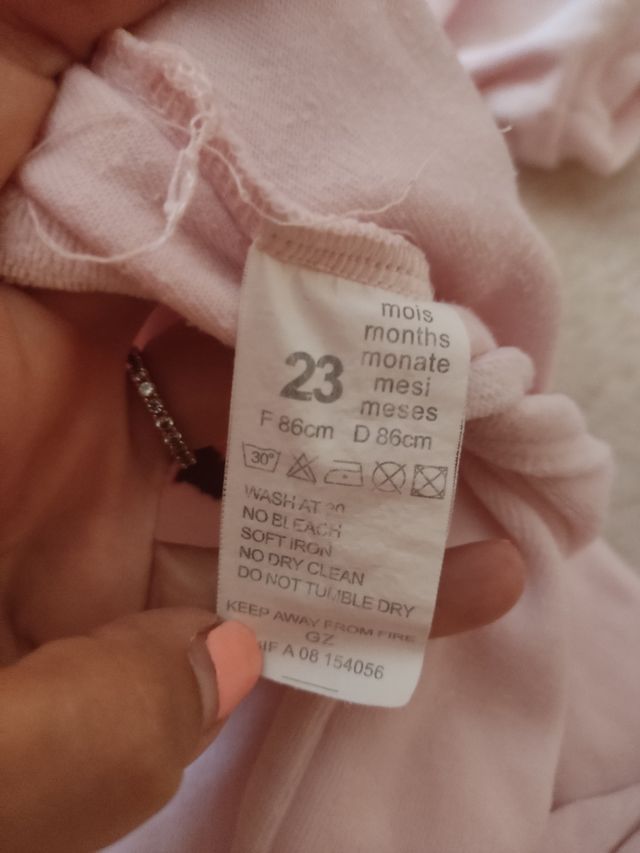 mois
months
23 monate
mesi
meses
F 86cm D 86cm
30°
WASH AT
NO BLEACH
SOFT IRON
NO DRY CLEAN
DO NOT TUMBLE DRY
KEEP AWAY FROM FIRE
GZ
A 08 154056